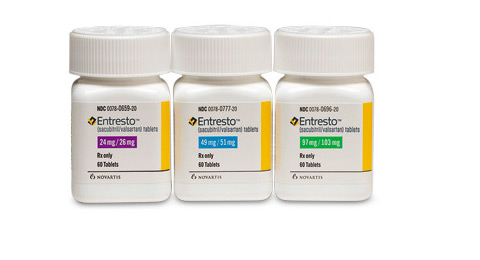 NDC 0078-0659-20
Entresto™
(sacubitril/valsartan) tablets
24 mg / 26 mg
Rx only
60 Tablets
NOVARTIS
NDC 0078-0777-20
Entresto™
(sacubitril/valsartan) tablets
49 mg / 51 mg
Rx only
60 Tablets
NOVARTIS
NDC 0078-0696-20
Entresto™
(sacubitril/valsartan) tablets
97 mg / 103 mg
Rx only
60 Tablets
NOVARTIS